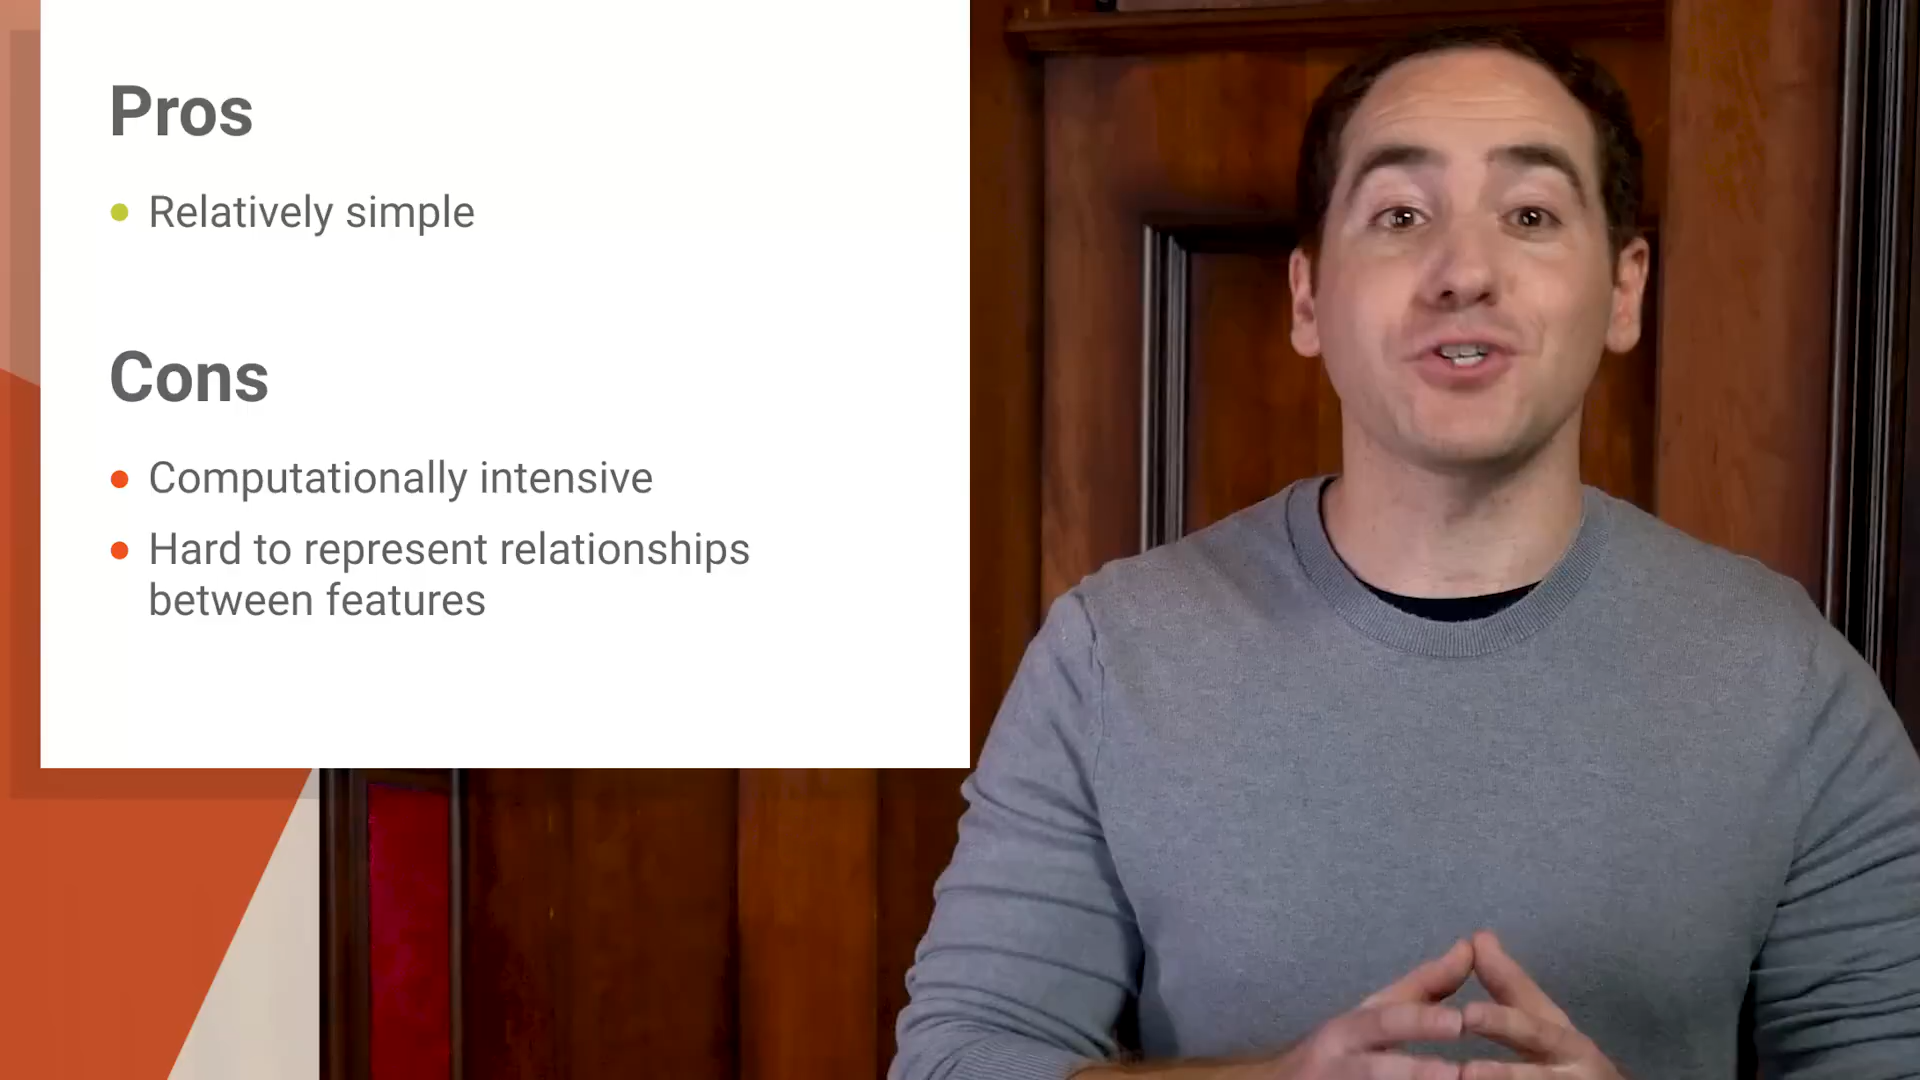 Pros
Relatively simple
Cons
Computationally intensive
Hard to represent relationships
between features